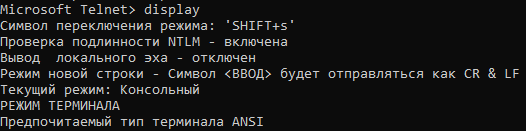 Microsoft Telnet> display
Символ переключения режима: 'SHIFT+s'
Проверка подлинности NTLM - включена
Вывод  локального эха - отключен
Режим новой строки - Символ <ВВОД> будет отправляться как CR & LF
Текущий режим: Консольный
РЕЖИМ ТЕРМИНАЛА
Предпочитаемый тип терминала ANSI